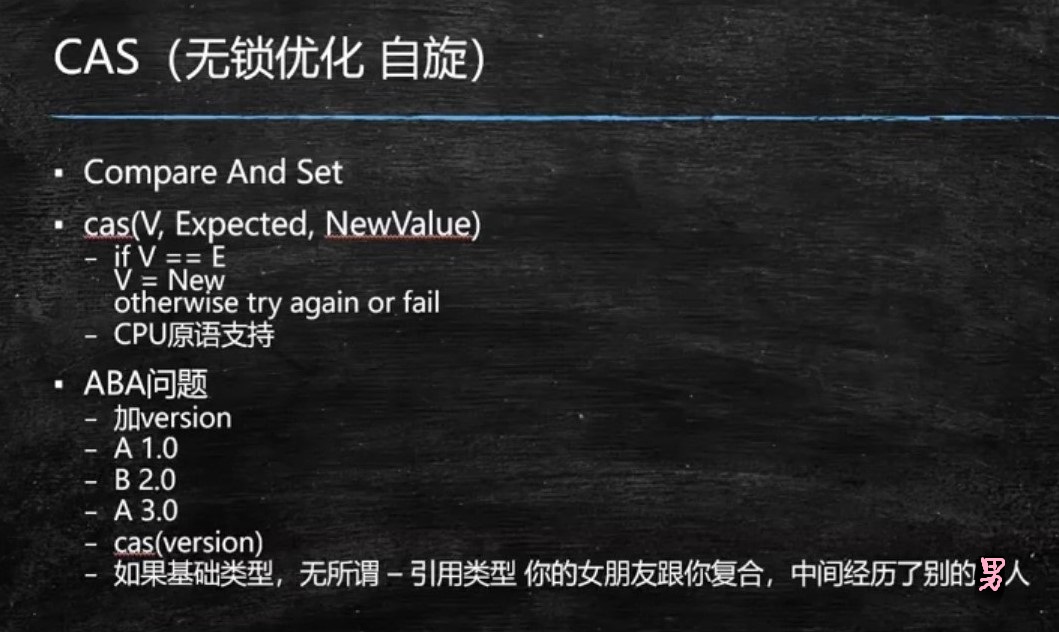 CAS（无锁优化 自旋）
▪ Compare And Set
▪ cas(V, Expected, NewValue)
– if V == E
V = New
otherwise try again or fail
– CPU原语支持
▪ ABA问题
– 加version
– A 1.0
– B 2.0
– A 3.0
– cas(version)
– 如果基础类型，无所谓 – 引用类型 你的女朋友跟你复合，中间经历了别的男人